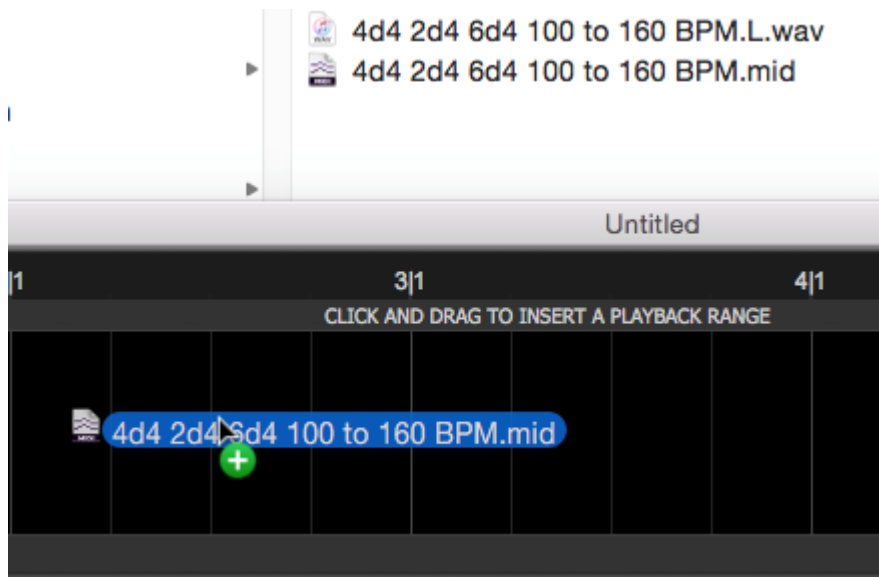 4d4 2d4 6d4 100 to 160 BPM.L.wav
4d4 2d4 6d4 100 to 160 BPM.mid
Untitled
|1 3|1 4|1
CLICK AND DRAG TO INSERT A PLAYBACK RANGE
4d4 2d4 6d4 100 to 160 BPM.mid